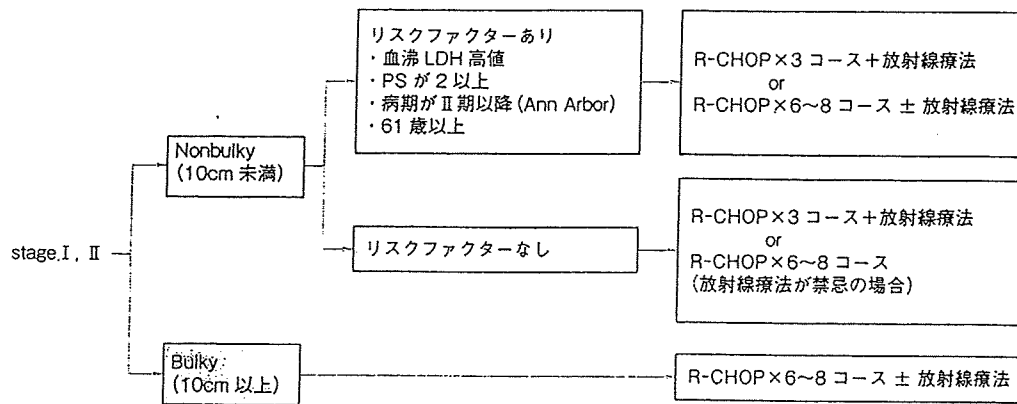 stage.I, II
Nonbulky
(10cm 未満)
リスクファクターあり
・血沸 LDH 高値
・PS が 2 以上
・病期が II 期以降 (Ann Arbor)
・61 歳以上
R-CHOP×3 コース+放射線療法
or
R-CHOP×6〜8 コース ± 放射線療法
リスクファクターなし
R-CHOP×3 コース+放射線療法
or
R-CHOP×6〜8 コース
(放射線療法が禁忌の場合)
Bulky
(10cm 以上)
R-CHOP×6〜8 コース ± 放射線療法